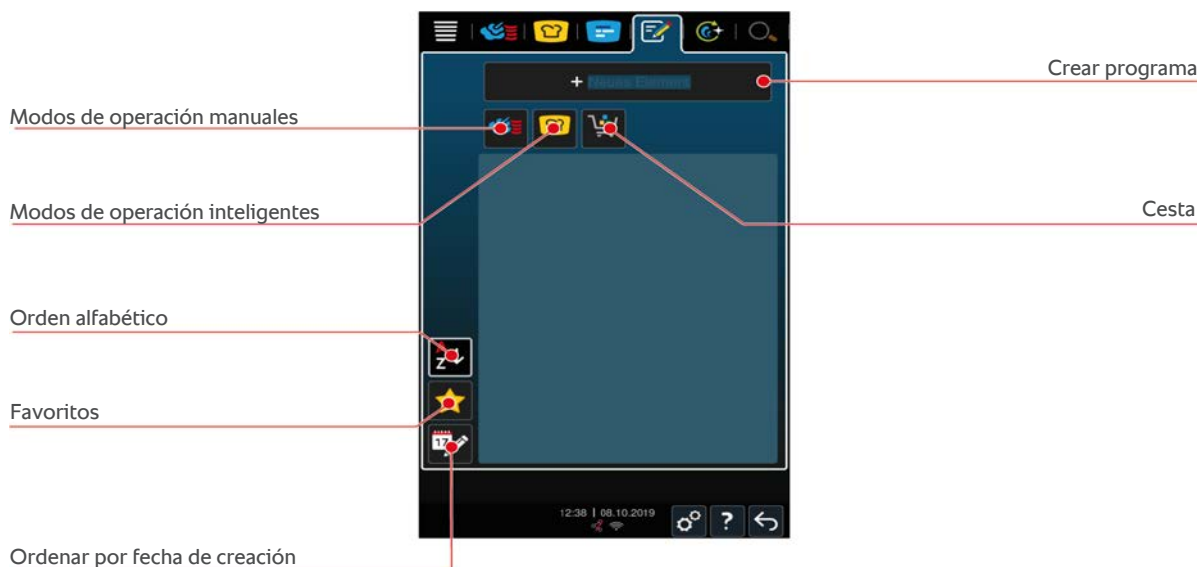 Crear programa
+ Neues Element
Modos de operación manuales
Modos de operación inteligentes
Cesta
Orden alfabético
Favoritos
17
Ordenar por fecha de creación
12:38 | 08.10.2019
?